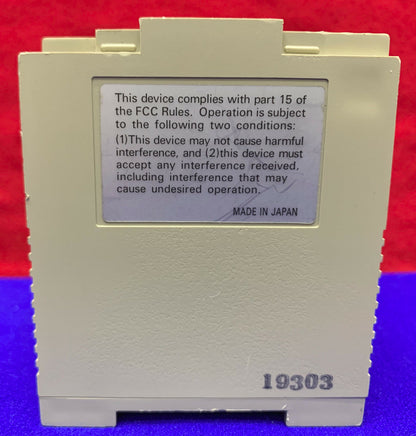 This device complies with part 15 of
the FCC Rules. Operation is subject
to the following two conditions:
(1)This device may not cause harmful
interference, and (2)this device must
accept any interference received,
including interference that may
cause undesired operation.
MADE IN JAPAN
19303